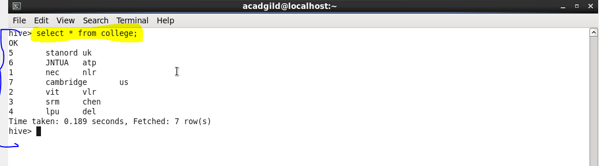 acadgild@localhost:~
File Edit View Search Terminal Help
hive> select * from college;
OK
5 stanord uk
6 JNTUA atp
1 nec nlr
7 cambridge us
2 vit vlr
3 srm chen
4 lpu del
Time taken: 0.189 seconds, Fetched: 7 row(s)
hive>